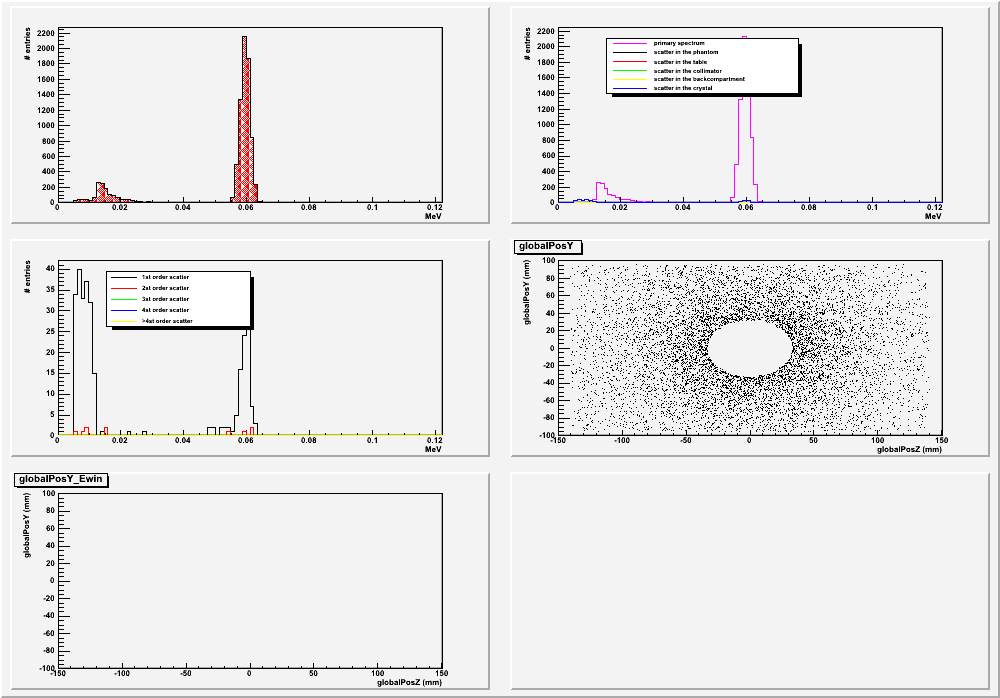 # entries
2200
2000
1800
1600
1400
1200
1000
800
600
400
200
0
0 0.02 0.04 0.06 0.08 0.1 0.12
MeV
# entries
2200
2000
1800
1600
1400
1200
1000
800
600
400
200
0
primary spectrum
scatter in the phantom
scatter in the table
scatter in the collimator
scatter in the backcompartment
scatter in the crystal
0 0.02 0.04 0.06 0.08 0.1 0.12
MeV
# entries
40
35
30
25
20
15
10
5
0
1st order scatter
2st order scatter
3st order scatter
4st order scatter
>4st order scatter
0 0.02 0.04 0.06 0.08 0.1 0.12
MeV
globalPosY
globalPosY (mm)
100
80
60
40
20
0
-20
-40
-60
-80
-100
-150 -100 -50 0 50 100 150
globalPosZ (mm)
globalPosY_Ewin
globalPosY (mm)
100
80
60
40
20
0
-20
-40
-60
-80
-100
-150 -100 -50 0 50 100 150
globalPosZ (mm)